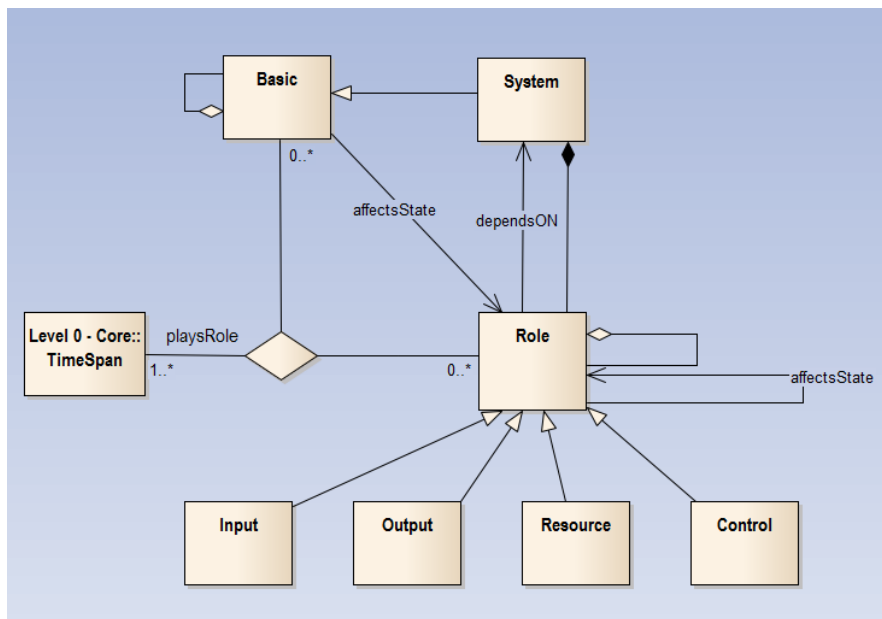 Basic
System
0..*
affectsState
dependsON
Level 0 - Core::
TimeSpan
playsRole
1..*
Role
0..*
affectsState
Input
Output
Resource
Control